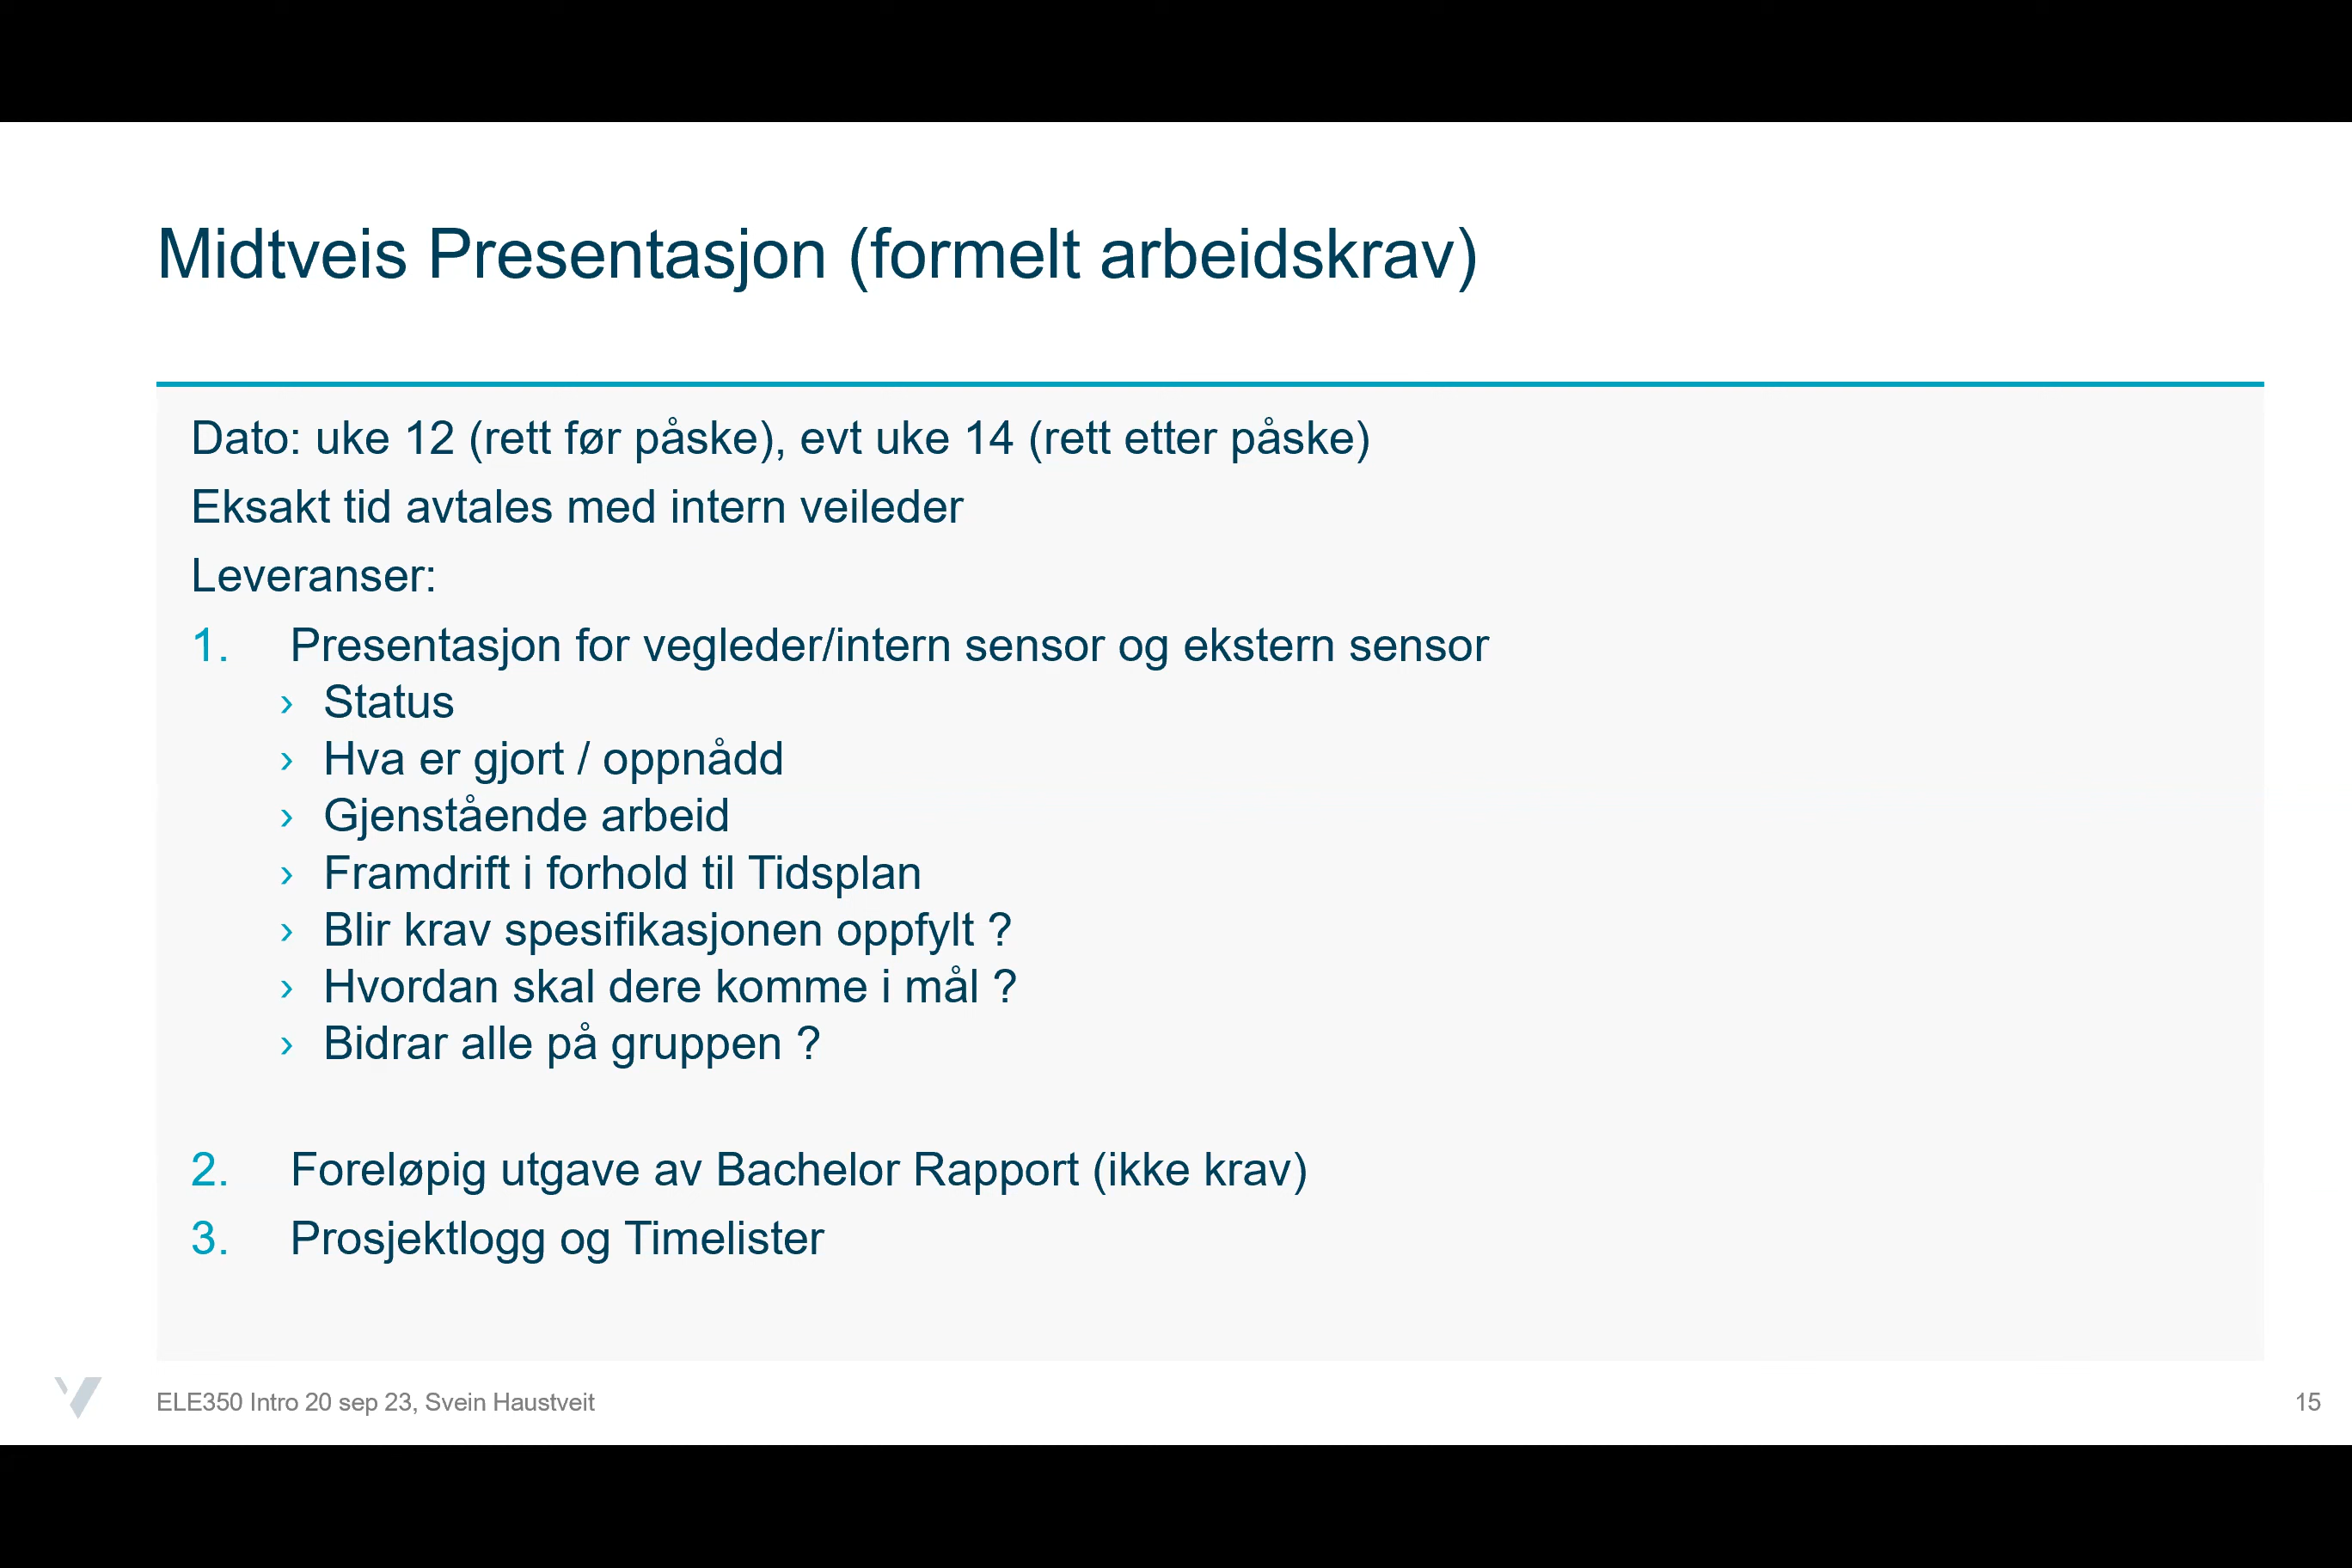 Midtveis Presentasjon (formelt arbeidskrav)
Dato: uke 12 (rett før påske), evt uke 14 (rett etter påske)
Eksakt tid avtales med intern veileder
Leveranser:
1. Presentasjon for vegleder/intern sensor og ekstern sensor
› Status
› Hva er gjort / oppnådd
› Gjenstående arbeid
› Framdrift i forhold til Tidsplan
› Blir krav spesifikasjonen oppfylt ?
› Hvordan skal dere komme i mål ?
› Bidrar alle på gruppen ?
2. Foreløpig utgave av Bachelor Rapport (ikke krav)
3. Prosjektlogg og Timelister
ELE350 Intro 20 sep 23, Svein Haustveit
15